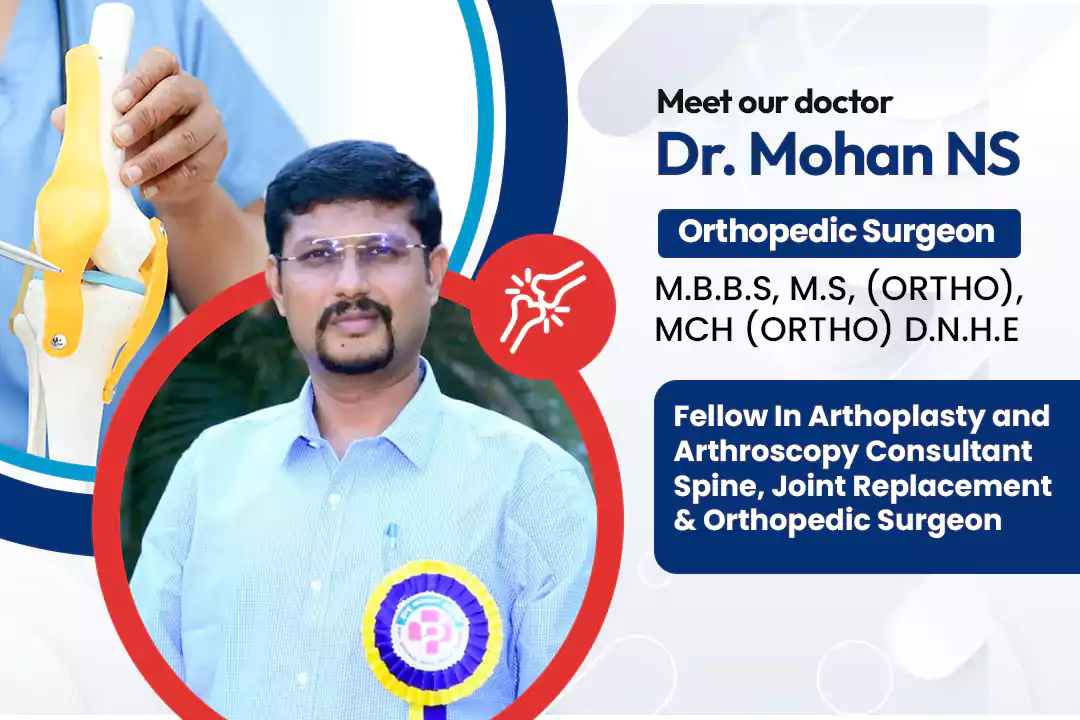 Meet our doctor
Dr. Mohan NS
Orthopedic Surgeon
M.B.B.S, M.S, (ORTHO),
MCH (ORTHO) D.N.H.E
Fellow In Arthoplasty and
Arthroscopy Consultant
Spine, Joint Replacement
& Orthopedic Surgeon